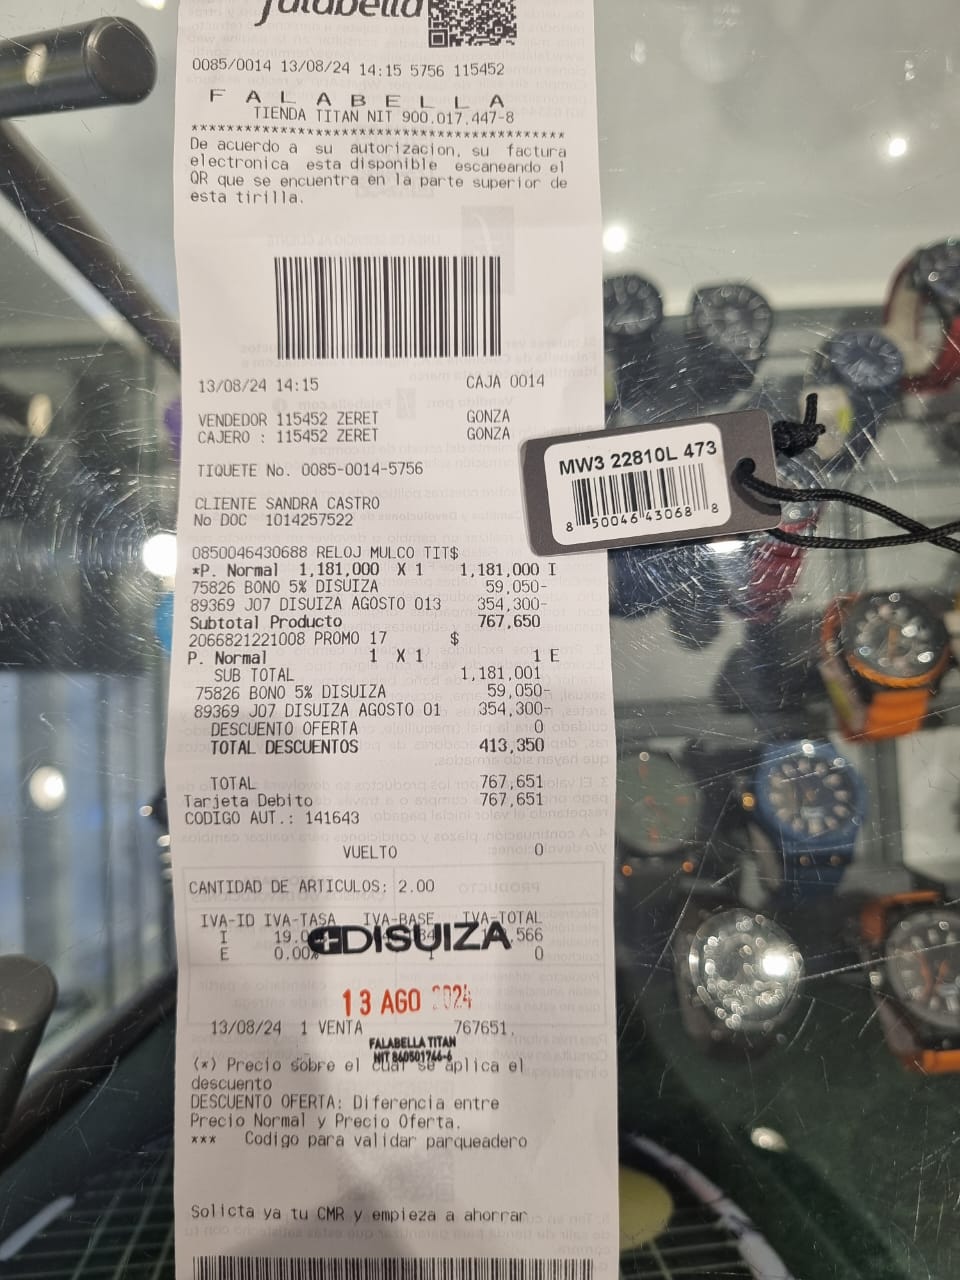 falabella
0085/0014 13/08/24 14:15 5756 115452
F A L A B E L L A
TIENDA TITAN NIT 900.017.447-8
****************************************
De acuerdo a su autorizacion, su factura
electronica esta disponible escaneando el
QR que se encuentra en la parte superior de
esta tirilla.
13/08/24 14:15 CAJA 0014
VENDEDOR 115452 ZERET GONZA
CAJERO : 115452 ZERET GONZA
TIQUETE No. 0085-0014-5756
CLIENTE SANDRA CASTRO
No DOC 1014257522
0850046430688 RELOJ MULCO TIT$
*P. Normal 1,181,000 X 1 1,181,000 I
75826 BONO 5% DISUIZA 59,050-
89369 J07 DISUIZA AGOSTO 013 354,300-
Subtotal Producto 767,650
2066821221008 PROMO 17 $
P. Normal 1 X 1 1 E
SUB TOTAL 1,181,001
75826 BONO 5% DISUIZA 59,050-
89369 J07 DISUIZA AGOSTO 01 354,300-
DESCUENTO OFERTA 0
TOTAL DESCUENTOS 413,350
TOTAL 767,651
Tarjeta Debito 767,651
CODIGO AUT.: 141643
VUELTO 0
CANTIDAD DE ARTICULOS: 2.00
IVA-ID IVA-TASA IVA-BASE IVA-TOTAL
I
DISUIZA
E 0.00% 1 0
13 AGO 2024
13/08/24 1 VENTA 767651.
FALABELLA TITAN
NIT 860501746-6
(*) Precio sobre el cual se aplica el
descuento
DESCUENTO OFERTA: Diferencia entre
Precio Normal y Precio Oferta.
*** Codigo para validar parqueadero
Solicta ya tu CMR y empieza a ahorrar
MW3 22810L 473
8 50046 43068 8